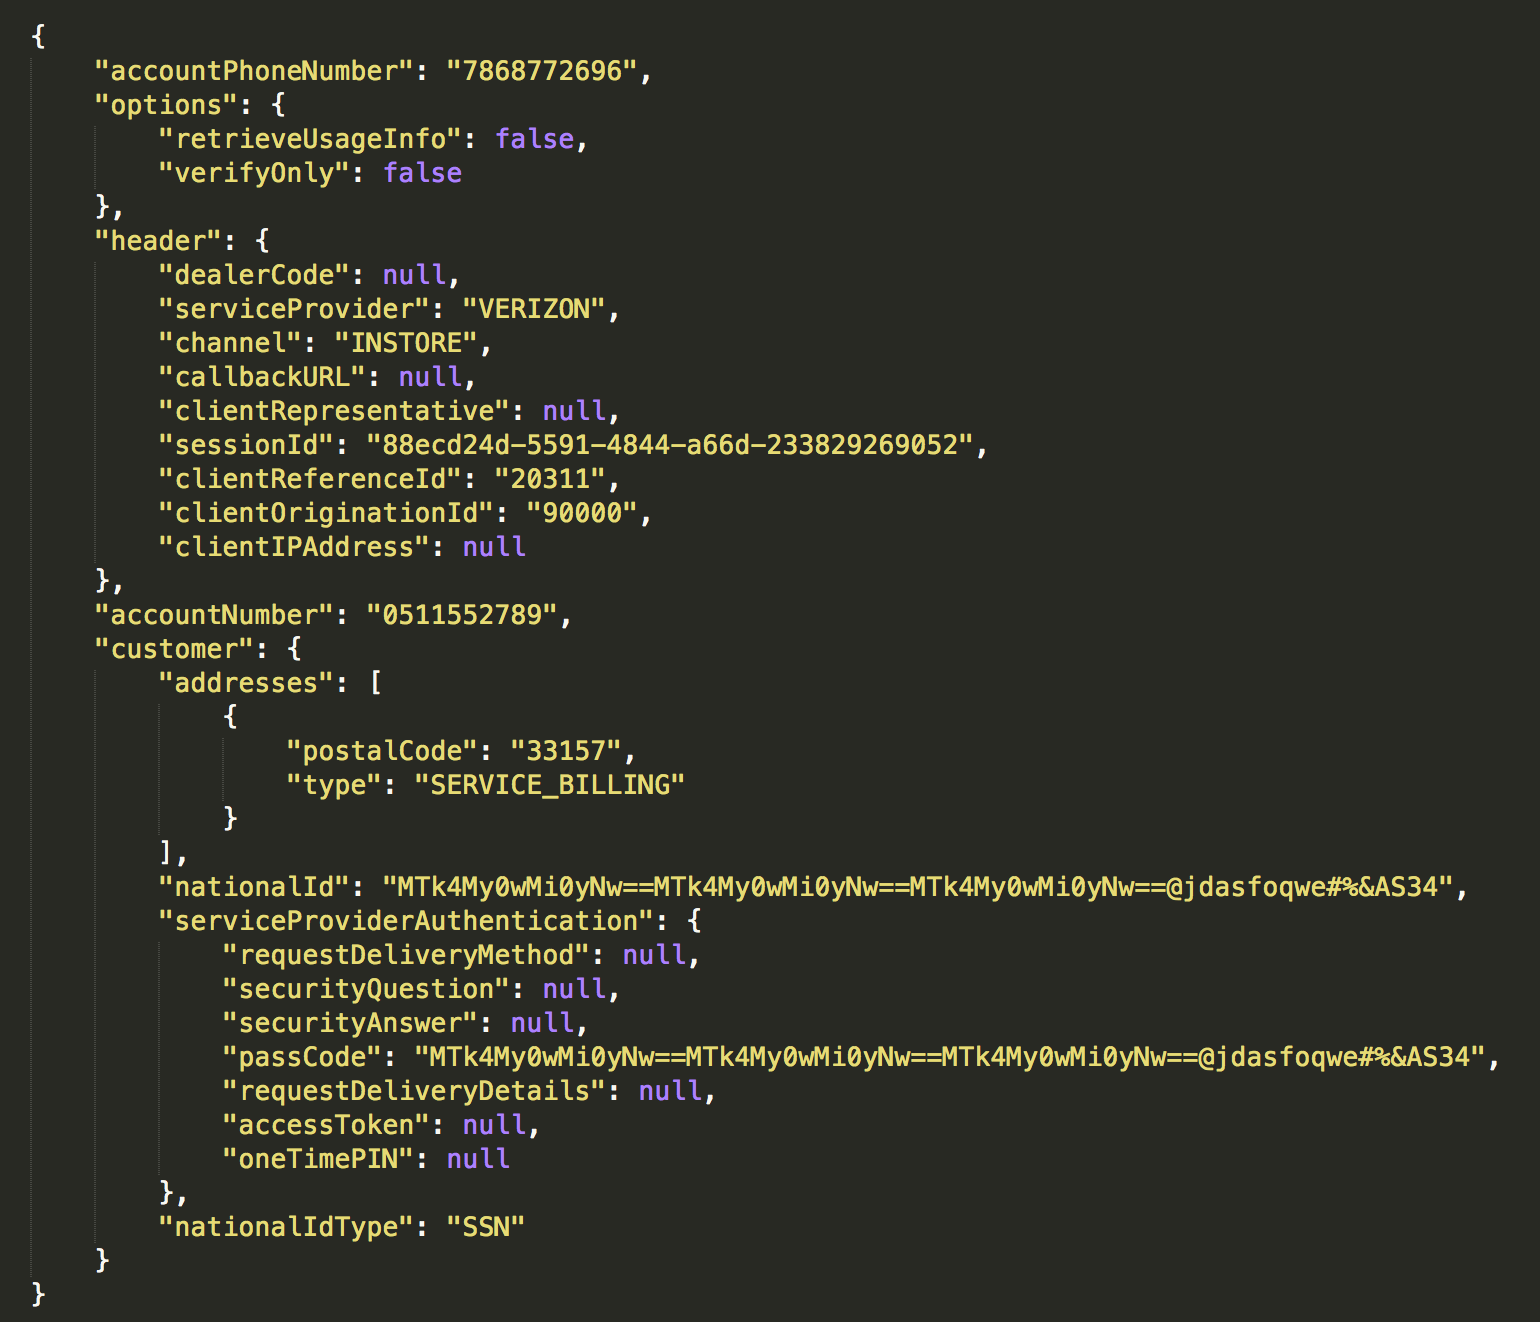 {
    "accountPhoneNumber": "7868772696",
    "options": {
        "retrieveUsageInfo": false,
        "verifyOnly": false
    },
    "header": {
        "dealerCode": null,
        "serviceProvider": "VERIZON",
        "channel": "INSTORE",
        "callbackURL": null,
        "clientRepresentative": null,
        "sessionId": "88ecd24d-5591-4844-a66d-233829269052",
        "clientReferenceId": "20311",
        "clientOriginationId": "90000",
        "clientIPAddress": null
    },
    "accountNumber": "0511552789",
    "customer": {
        "addresses": [
            {
                "postalCode": "33157",
                "type": "SERVICE_BILLING"
            }
        ],
        "nationalId": "MTk4My0wMi0yNw==MTk4My0wMi0yNw==MTk4My0wMi0yNw==@jdasfoqwe#%&AS34",
        "serviceProviderAuthentication": {
            "requestDeliveryMethod": null,
            "securityQuestion": null,
            "securityAnswer": null,
            "passCode": "MTk4My0wMi0yNw==MTk4My0wMi0yNw==MTk4My0wMi0yNw==@jdasfoqwe#%&AS34",
            "requestDeliveryDetails": null,
            "accessToken": null,
            "oneTimePIN": null
        },
        "nationalIdType": "SSN"
    }
}